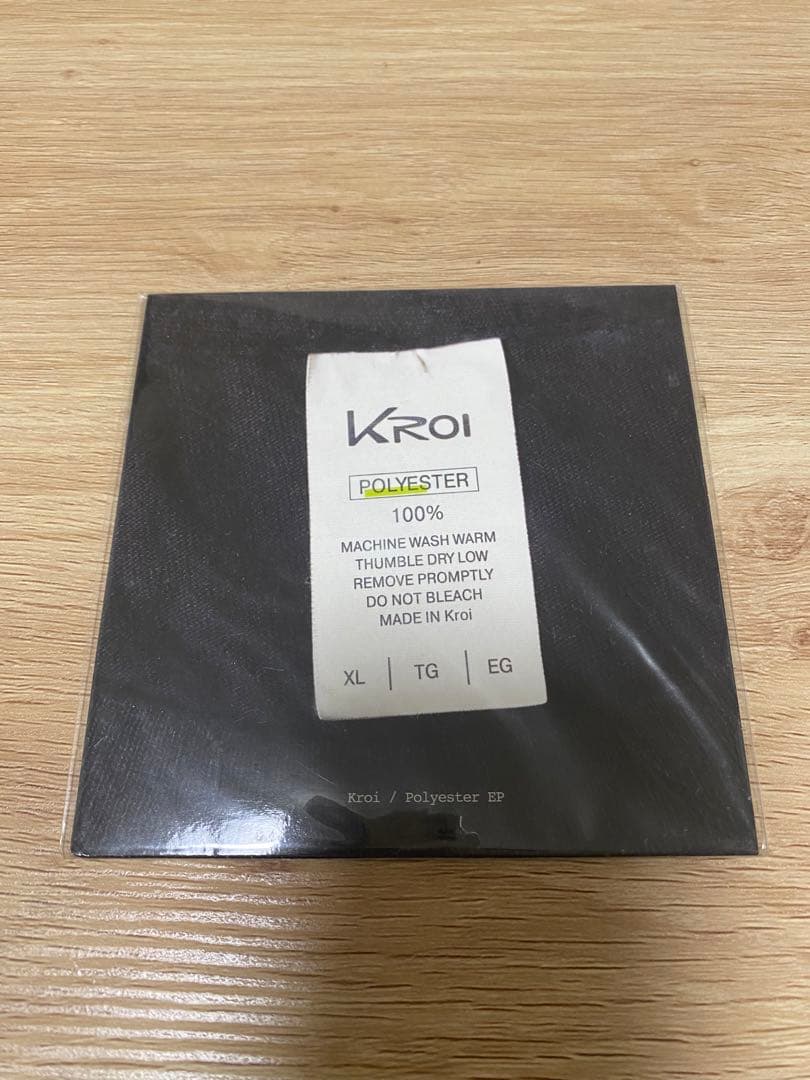 KROI
POLYESTER
100%
MACHINE WASH WARM
THUMBLE DRY LOW
REMOVE PROMPTLY
DO NOT BLEACH
MADE IN Kroi
XL | TG | EG
Kroi / Polyester EP